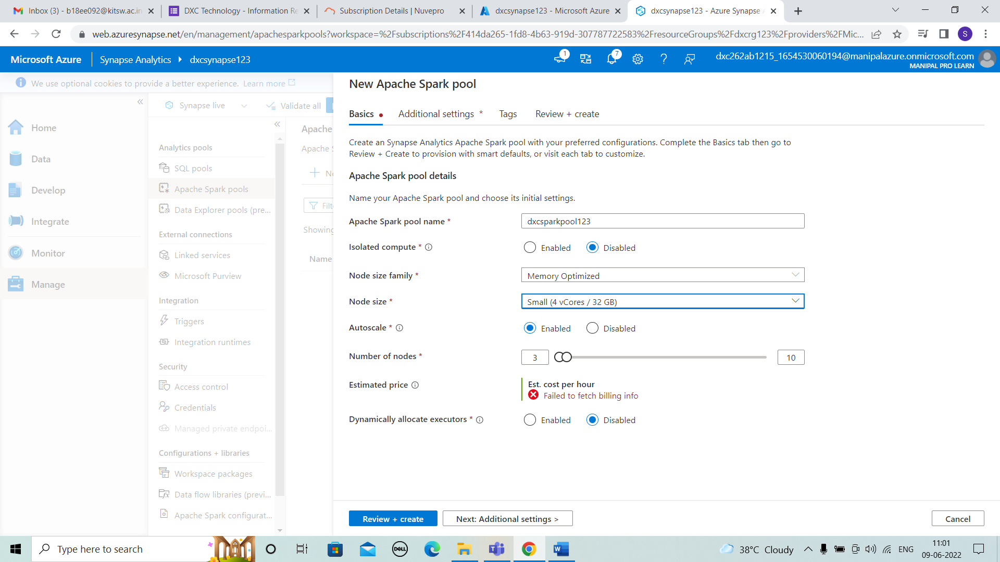 Inbox (3) - b18ee092@kitsw.ac.in
DXC Technology - Information Re
Subscription Details | Nuvepro
dxcsynapse123 - Microsoft Azure
dxcsynapse123 - Azure Synapse A
web.azuresynapse.net/en/management/apachesparkpools?workspace=%2Fsubscriptions%2F414da265-1fd8-4b63-919d-307787722583%2FresourceGroups%2Fdxcrg123%2Fproviders%2FMic...
S
Microsoft Azure
Synapse Analytics
dxcsynapse123
1
7
dxc262ab1215_1654530060194@manipalazure.onmicrosoft.com
MANIPAL PRO LEARN
We use optional cookies to provide a better experience. Learn more
Home
Data
Develop
Integrate
Monitor
Manage
Synapse live
Validate all
Analytics pools
SQL pools
Apache Spark pools
Data Explorer pools (pre...
External connections
Linked services
Microsoft Purview
Integration
Triggers
Integration runtimes
Security
Access control
Credentials
Managed private endpoi...
Configurations + libraries
Workspace packages
Data flow libraries (previ...
Apache Spark configurat...
Apache
Apache S
Ne
Filte
Showing
Name
New Apache Spark pool
Basics
Additional settings *
Tags
Review + create
Create an Synapse Analytics Apache Spark pool with your preferred configurations. Complete the Basics tab then go to
Review + Create to provision with smart defaults, or visit each tab to customize.
Apache Spark pool details
Name your Apache Spark pool and choose its initial settings.
Apache Spark pool name *
dxcsparkpool123
Isolated compute *
Enabled
Disabled
Node size family *
Memory Optimized
Node size *
Small (4 vCores / 32 GB)
Autoscale *
Enabled
Disabled
Number of nodes *
3
10
Estimated price
Est. cost per hour
Failed to fetch billing info
Dynamically allocate executors *
Enabled
Disabled
Review + create
Next: Additional settings >
Cancel
Type here to search
DELL
38°C Cloudy
ENG
11:01
09-06-2022